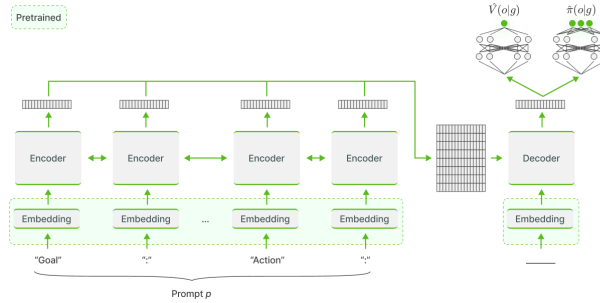 Pretrained
V̂(o|g) π̂(o|g)
Encoder Encoder Encoder Encoder Decoder
Embedding Embedding ... Embedding Embedding Embedding
“Goal” “:” “Action” “:”
Prompt p